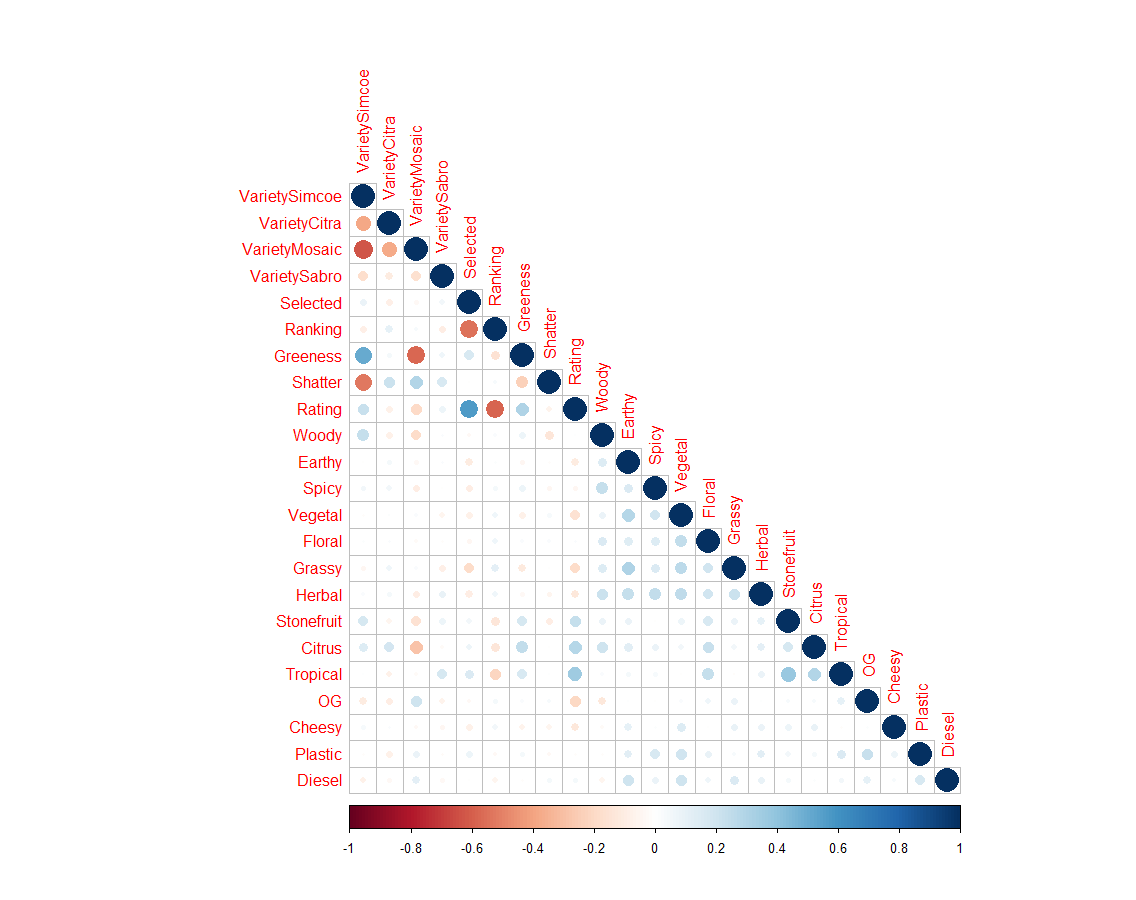 VarietySimcoe
VarietyCitra
VarietyMosaic
VarietySabro
Selected
Ranking
Greeness
Shatter
Rating
Woody
Earthy
Spicy
Vegetal
Floral
Grassy
Herbal
Stonefruit
Citrus
Tropical
OG
Cheesy
Plastic
Diesel
VarietySimcoe
VarietyCitra
VarietyMosaic
VarietySabro
Selected
Ranking
Greeness
Shatter
Rating
Woody
Earthy
Spicy
Vegetal
Floral
Grassy
Herbal
Stonefruit
Citrus
Tropical
OG
Cheesy
Plastic
Diesel
-1 -0.8 -0.6 -0.4 -0.2 0 0.2 0.4 0.6 0.8 1